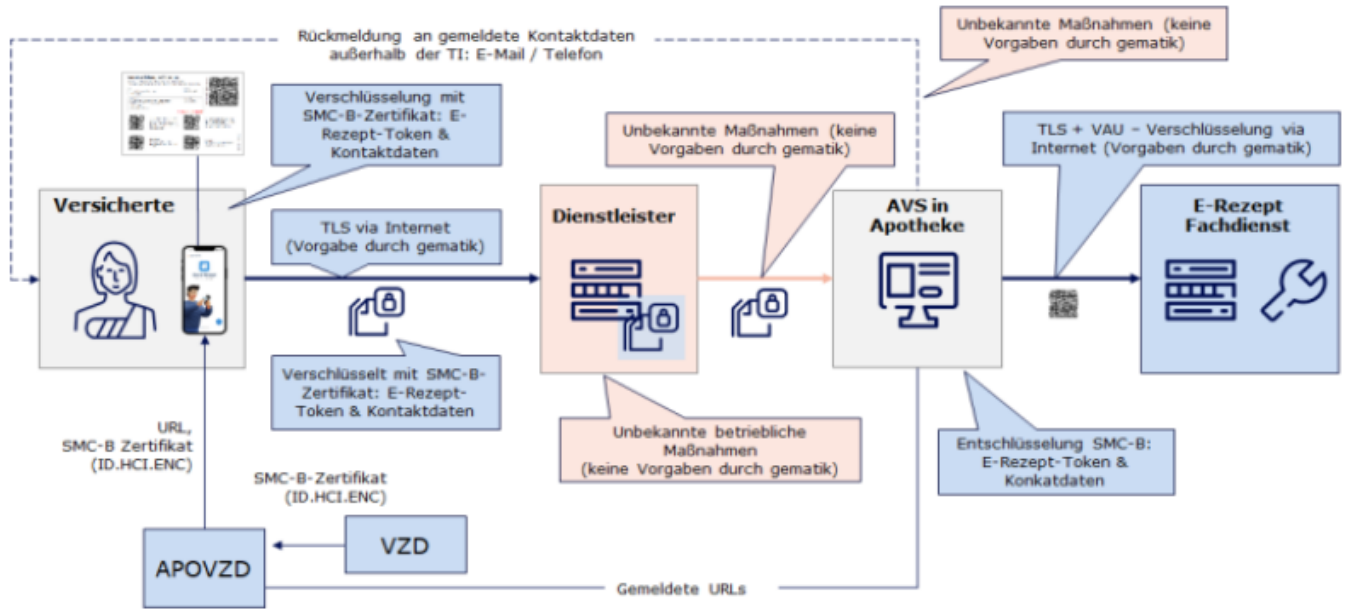 Rückmeldung an gemeldete Kontaktdaten
außerhalb der TI: E-Mail / Telefon
Unbekannte Maßnahmen (keine
Vorgaben durch gematik)
Verschlüsselung mit
SMC-B-Zertifikat: E-
Rezept-Token &
Kontaktdaten
Unbekannte Maßnahmen (keine
Vorgaben durch gematik)
TLS + VAU – Verschlüsselung via
Internet (Vorgaben durch gematik)
Versicherte
TLS via Internet
(Vorgabe durch gematik)
Dienstleister
AVS in
Apotheke
E-Rezept
Fachdienst
Verschlüsselt mit SMC-B-
Zertifikat: E-Rezept-
Token & Kontaktdaten
Unbekannte betriebliche
Maßnahmen
(keine Vorgaben durch gematik)
Entschlüsselung SMC-B:
E-Rezept-Token &
Konkatdaten
URL,
SMC-B Zertifikat
(ID.HCI.ENC)
SMC-B-Zertifikat
(ID.HCI.ENC)
APOVZD
VZD
Gemeldete URLs